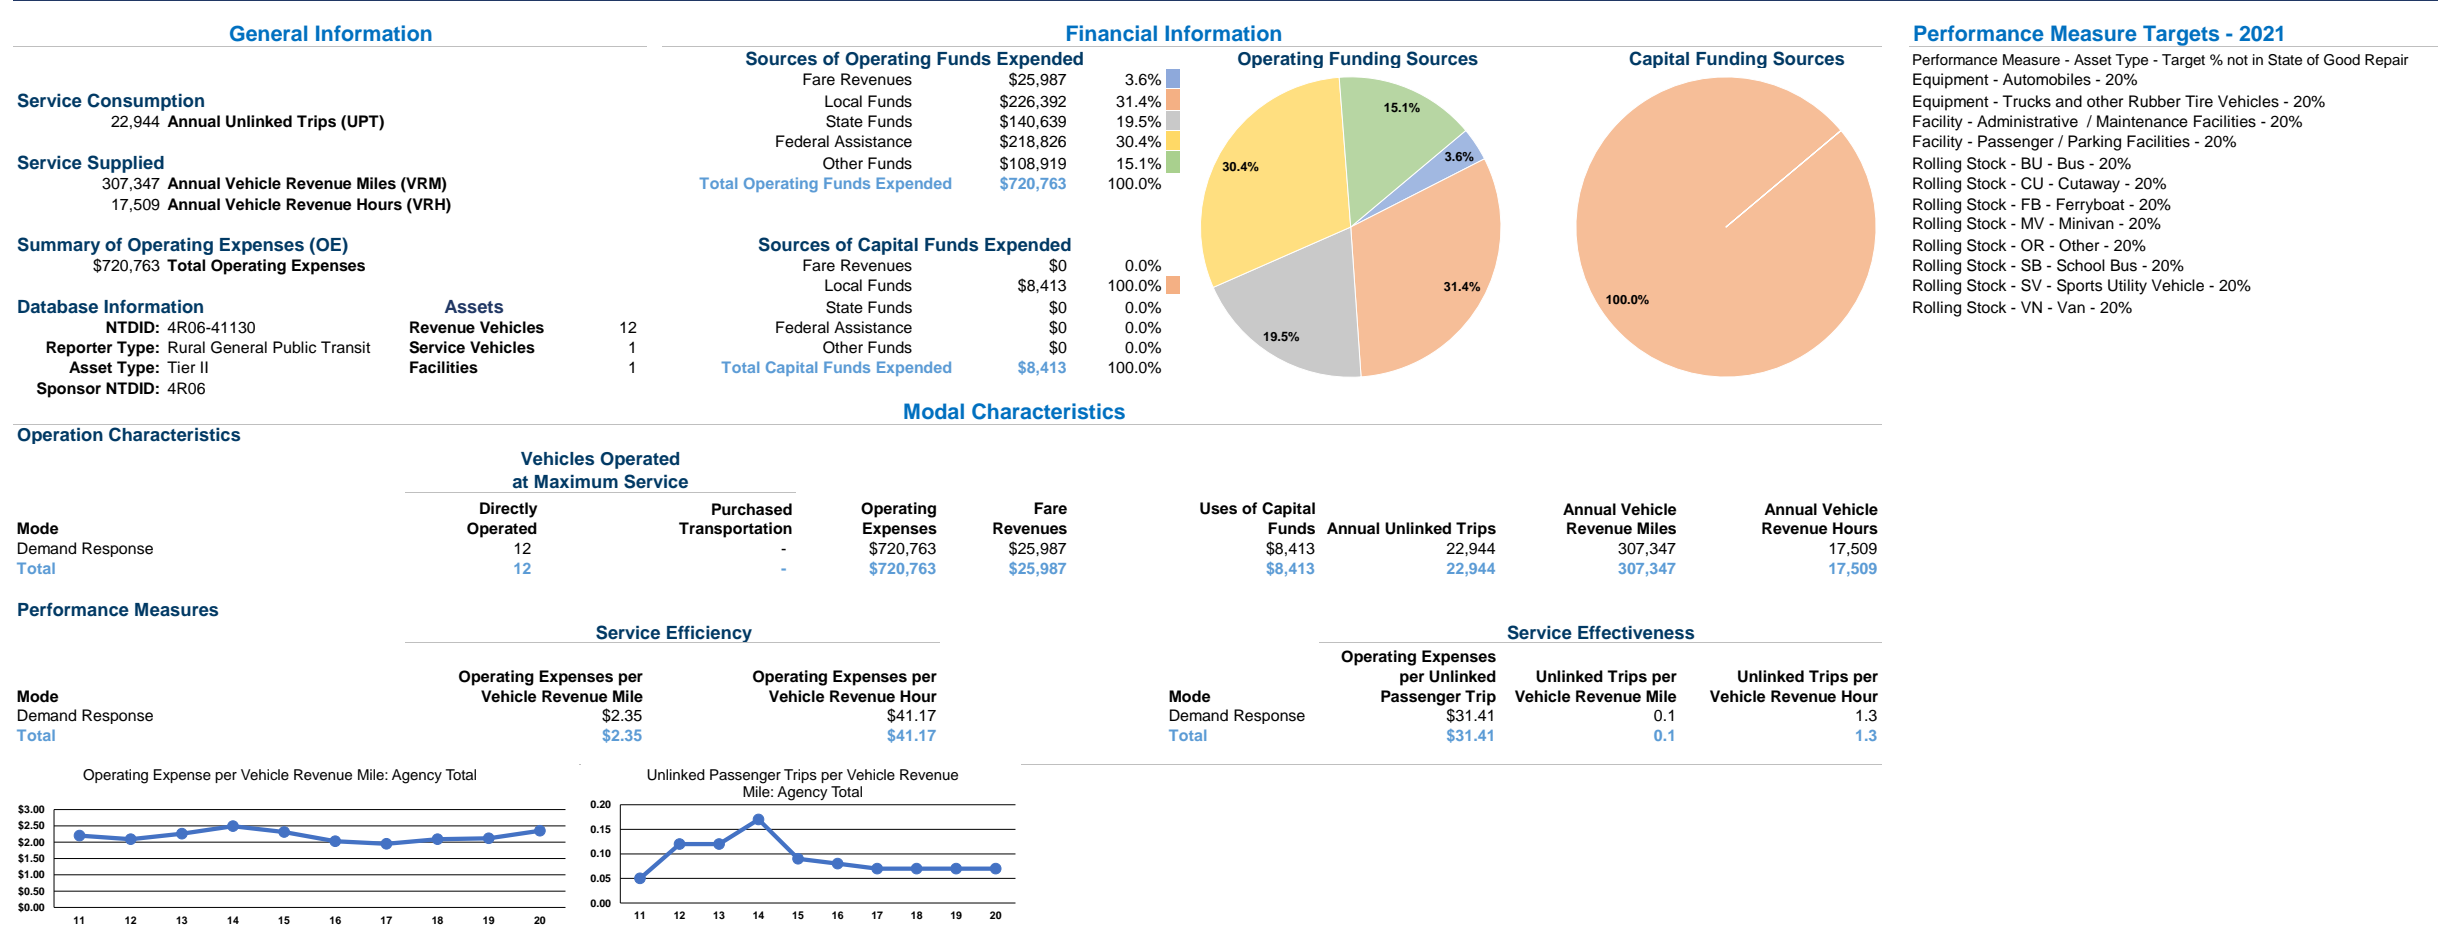 General Information
Service Consumption
22,944 Annual Unlinked Trips (UPT)
Service Supplied
307,347 Annual Vehicle Revenue Miles (VRM)
17,509 Annual Vehicle Revenue Hours (VRH)
Summary of Operating Expenses (OE)
$720,763 Total Operating Expenses
Database Information
NTDID: 4R06-41130
Reporter Type: Rural General Public Transit
Asset Type: Tier II
Sponsor NTDID: 4R06
Assets
Revenue Vehicles 12
Service Vehicles 1
Facilities 1
Financial Information
Sources of Operating Funds Expended
Fare Revenues $25,987 3.6%
Local Funds $226,392 31.4%
State Funds $140,639 19.5%
Federal Assistance $218,826 30.4%
Other Funds $108,919 15.1%
Total Operating Funds Expended $720,763 100.0%
Sources of Capital Funds Expended
Fare Revenues $0 0.0%
Local Funds $8,413 100.0%
State Funds $0 0.0%
Federal Assistance $0 0.0%
Other Funds $0 0.0%
Total Capital Funds Expended $8,413 100.0%
Operating Funding Sources
15.1%
3.6%
30.4%
31.4%
19.5%
Capital Funding Sources
100.0%
Performance Measure Targets - 2021
Performance Measure - Asset Type - Target % not in State of Good Repair
Equipment - Automobiles - 20%
Equipment - Trucks and other Rubber Tire Vehicles - 20%
Facility - Administrative / Maintenance Facilities - 20%
Facility - Passenger / Parking Facilities - 20%
Rolling Stock - BU - Bus - 20%
Rolling Stock - CU - Cutaway - 20%
Rolling Stock - FB - Ferryboat - 20%
Rolling Stock - MV - Minivan - 20%
Rolling Stock - OR - Other - 20%
Rolling Stock - SB - School Bus - 20%
Rolling Stock - SV - Sports Utility Vehicle - 20%
Rolling Stock - VN - Van - 20%
Modal Characteristics
Operation Characteristics
Vehicles Operated
at Maximum Service
Directly Purchased Operating Fare Uses of Capital Annual Vehicle Annual Vehicle
Mode Operated Transportation Expenses Revenues Funds Annual Unlinked Trips Revenue Miles Revenue Hours
Demand Response 12 - $720,763 $25,987 $8,413 22,944 307,347 17,509
Total 12 - $720,763 $25,987 $8,413 22,944 307,347 17,509
Performance Measures
Service Efficiency
Operating Expenses per Operating Expenses per
Mode Vehicle Revenue Mile Vehicle Revenue Hour
Demand Response $2.35 $41.17
Total $2.35 $41.17
Service Effectiveness
Operating Expenses
per Unlinked Unlinked Trips per Unlinked Trips per
Mode Passenger Trip Vehicle Revenue Mile Vehicle Revenue Hour
Demand Response $31.41 0.1 1.3
Total $31.41 0.1 1.3
Operating Expense per Vehicle Revenue Mile: Agency Total
$3.00
$2.50
$2.00
$1.50
$1.00
$0.50
$0.00
11 12 13 14 15 16 17 18 19 20
Unlinked Passenger Trips per Vehicle Revenue
Mile: Agency Total
0.20
0.15
0.10
0.05
0.00
11 12 13 14 15 16 17 18 19 20